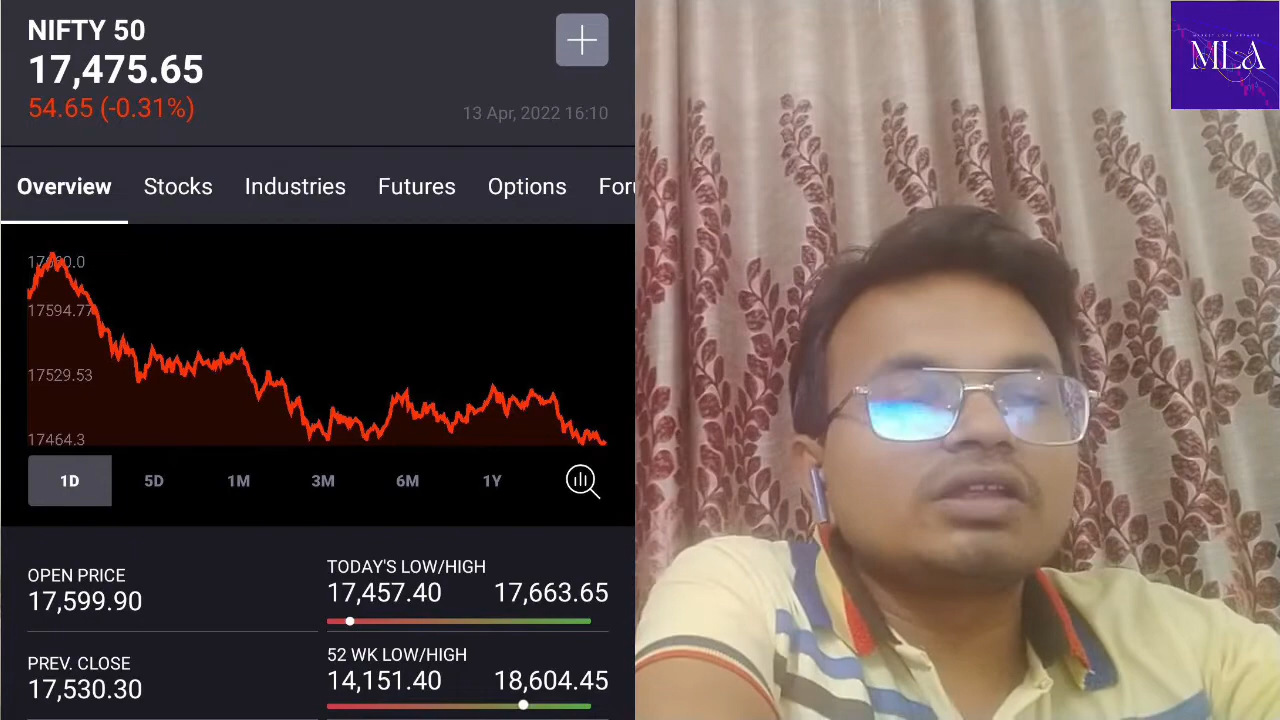 NIFTY 50
17,475.65
54.65 (-0.31%)
13 Apr, 2022 16:10
Overview Stocks Industries Futures Options For
17594.77
17529.53
17464.3
1D 5D 1M 3M 6M 1Y
OPEN PRICE
17,599.90
TODAY'S LOW/HIGH
17,457.40 17,663.65
PREV. CLOSE
17,530.30
52 WK LOW/HIGH
14,151.40 18,604.45
MLA